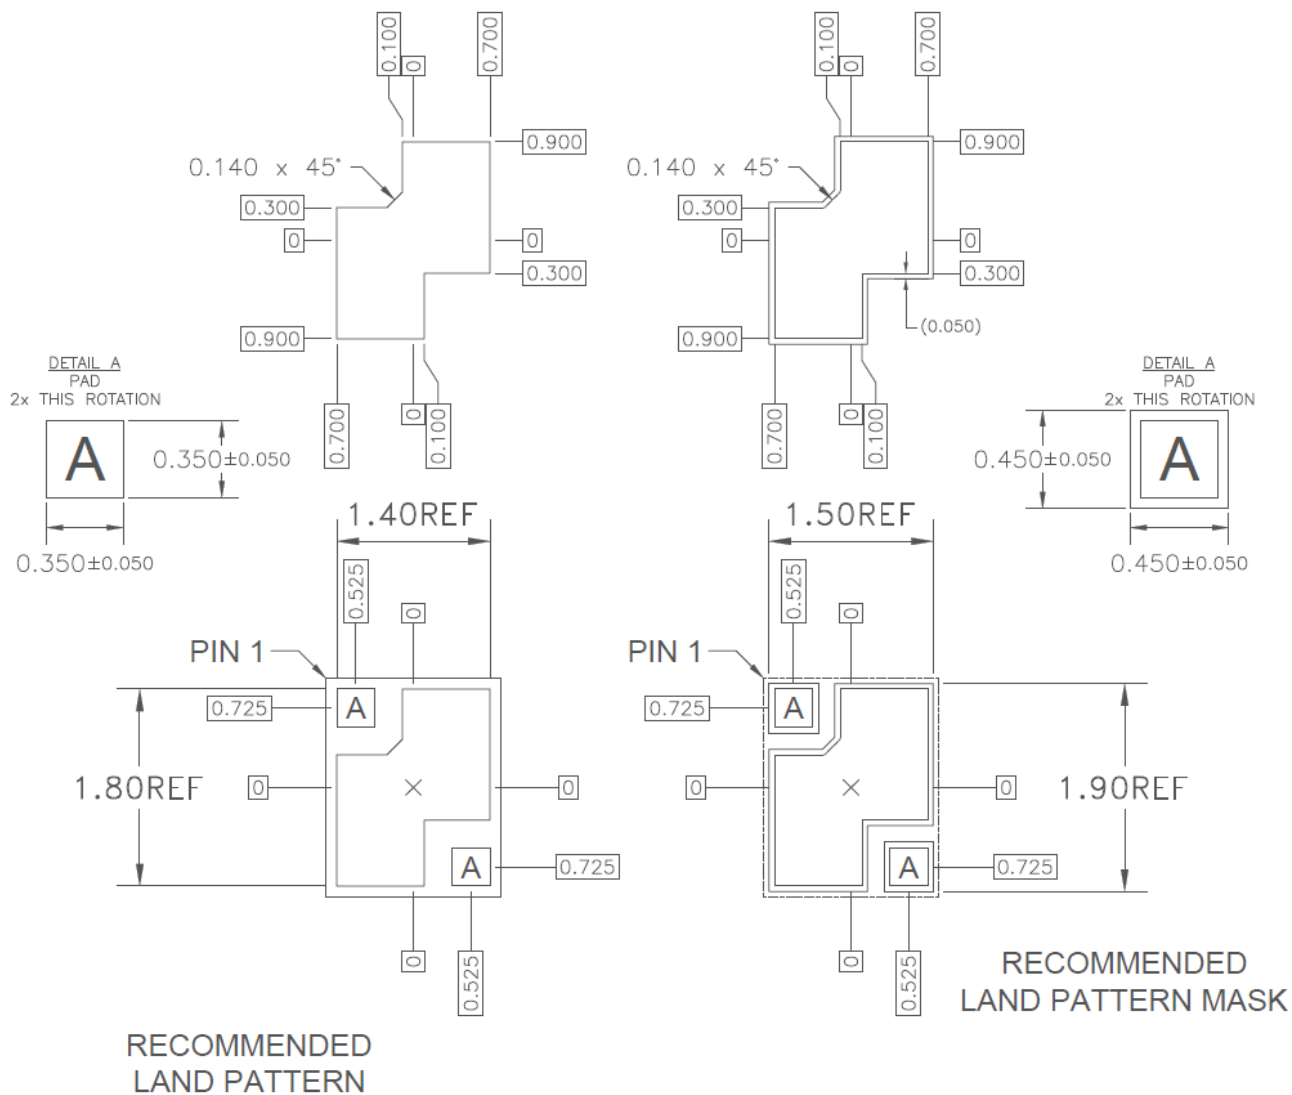 0.100
0
0.700
0.900
0.140 x 45°
0.300
0
0
0.300
0.900
0.700
0
0.100
0.100
0
0.700
0.900
0.140 x 45°
0.300
0
0
0.300
(0.050)
0.900
0.700
0
0.100
DETAIL A
PAD
2x THIS ROTATION
A
0.350±0.050
0.350±0.050
DETAIL A
PAD
2x THIS ROTATION
0.450±0.050
A
0.450±0.050
1.40REF
0.525
0
PIN 1
0.725
A
1.80REF
0
0
A
0.725
0
0.525
RECOMMENDED
LAND PATTERN
1.50REF
0.525
0
PIN 1
0.725
A
0
0
1.90REF
A
0.725
0
0.525
RECOMMENDED
LAND PATTERN MASK